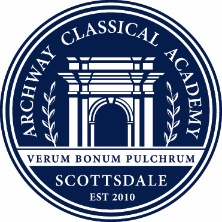 ARCHWAY CLASSICAL ACADEMY
VERUM BONUM PULCHRUM
SCOTTSDALE
EST 2010